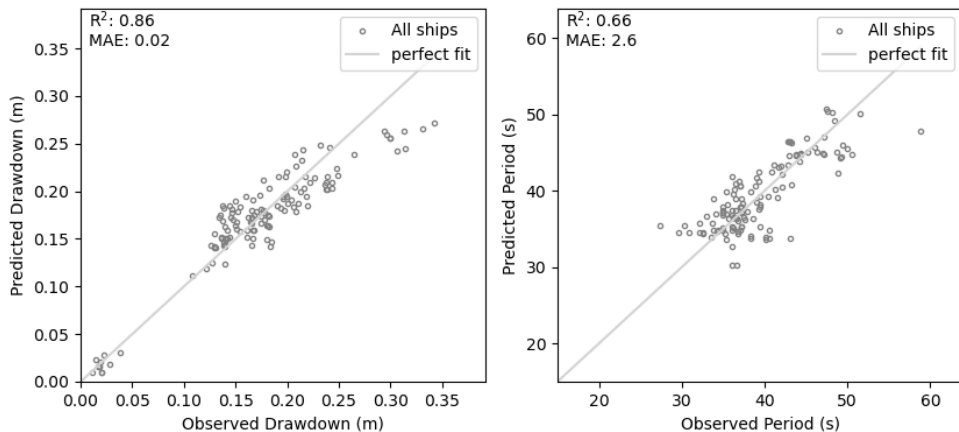 R²: 0.86
MAE: 0.02
All ships
perfect fit
0.35
0.30
0.25
0.20
0.15
0.10
0.05
0.00
Predicted Drawdown (m)
0.00 0.05 0.10 0.15 0.20 0.25 0.30 0.35
Observed Drawdown (m)
R²: 0.66
MAE: 2.6
All ships
perfect fit
60
50
40
30
20
Predicted Period (s)
20 30 40 50 60
Observed Period (s)